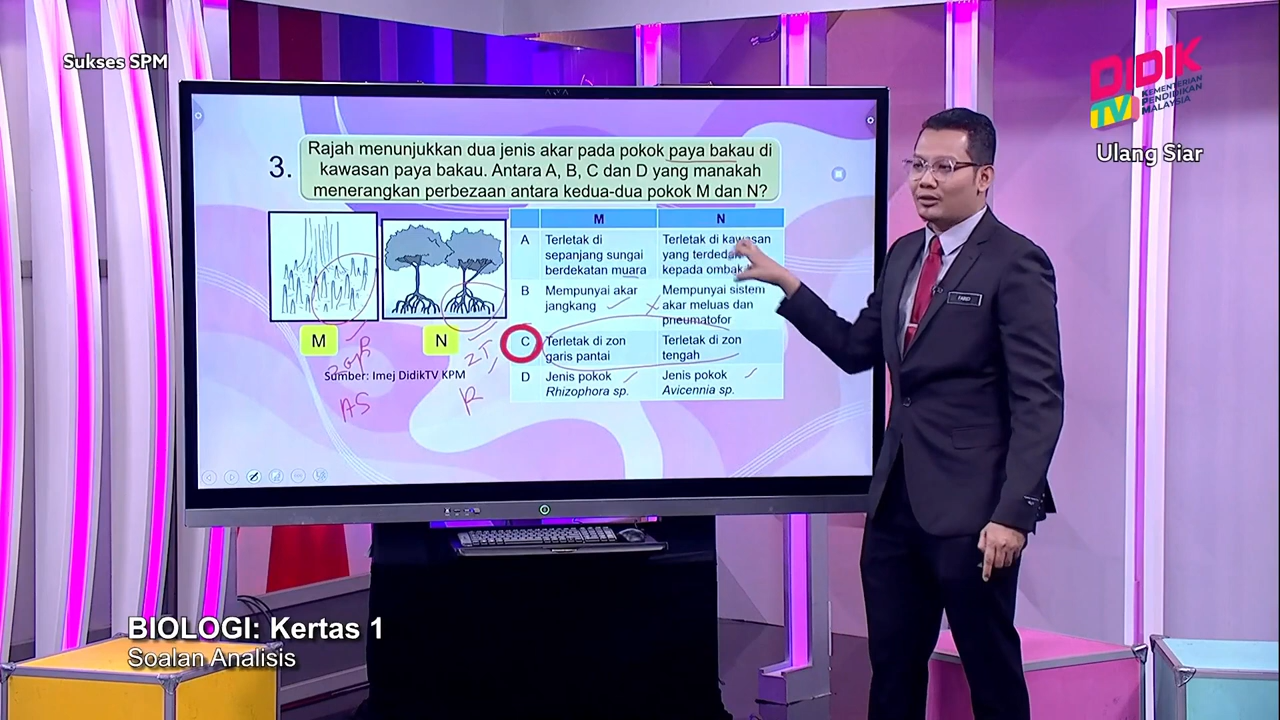 Sukses SPM
DIDIK
TV
KEMENTERIAN
PENDIDIKAN
MALAYSIA
Ulang Siar
3.
Rajah menunjukkan dua jenis akar pada pokok paya bakau di
kawasan paya bakau. Antara A, B, C dan D yang manakah
menerangkan perbezaan antara kedua-dua pokok M dan N?
M N
A Terletak di Terletak di kawasan
sepanjang sungai yang terdedah
berdekatan muara kepada ombak
B Mempunyai akar Mempunyai sistem
jangkang akar meluas dan
pneumatofor
C Terletak di zon Terletak di zon
garis pantai tengah
D Jenis pokok Jenis pokok
Rhizophora sp. Avicennia sp.
M N
ZT
Sumber: Imej DidikTV KPM
AS R
FARID
BIOLOGI: Kertas 1
Soalan Analisis